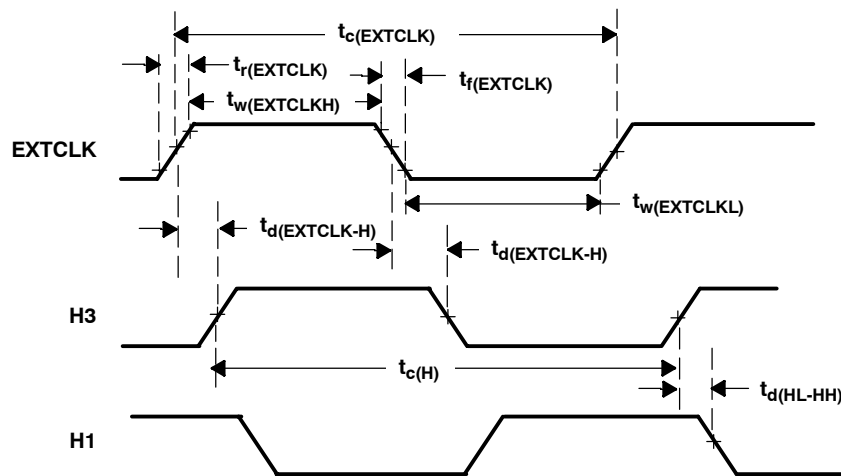 tc(EXTCLK)
tr(EXTCLK)
tf(EXTCLK)
tw(EXTCLKH)
EXTCLK
tw(EXTCLKL)
td(EXTCLK-H)
td(EXTCLK-H)
H3
tc(H)
td(HL-HH)
H1